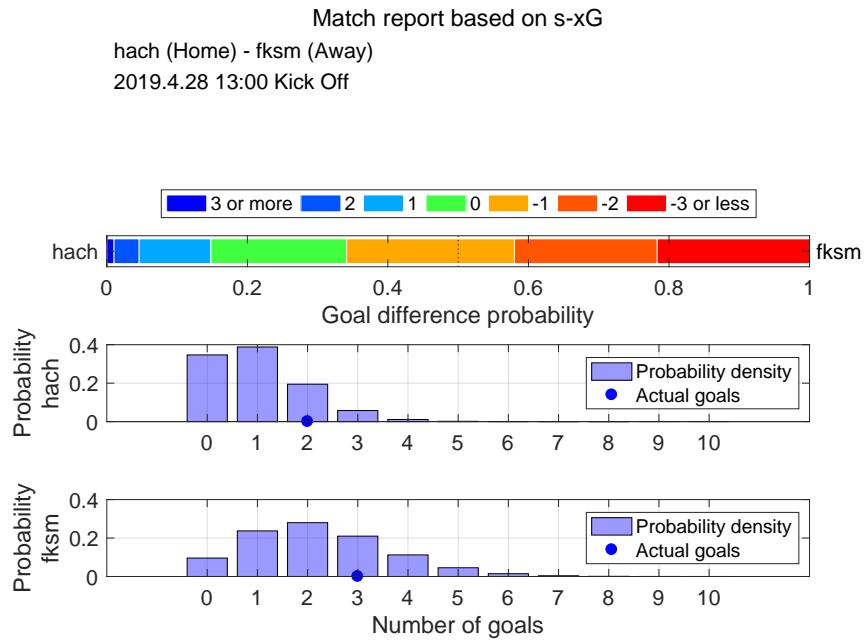 Match report based on s-xG
hach (Home) - fksm (Away)
2019.4.28 13:00 Kick Off
3 or more 2 1 0 -1 -2 -3 or less
hach fksm
0 0.2 0.4 0.6 0.8 1
Goal difference probability
Probability
hach
0.4
0.2
0
Probability density
Actual goals
0 1 2 3 4 5 6 7 8 9 10
Probability
fksm
0.4
0.2
0
Probability density
Actual goals
0 1 2 3 4 5 6 7 8 9 10
Number of goals